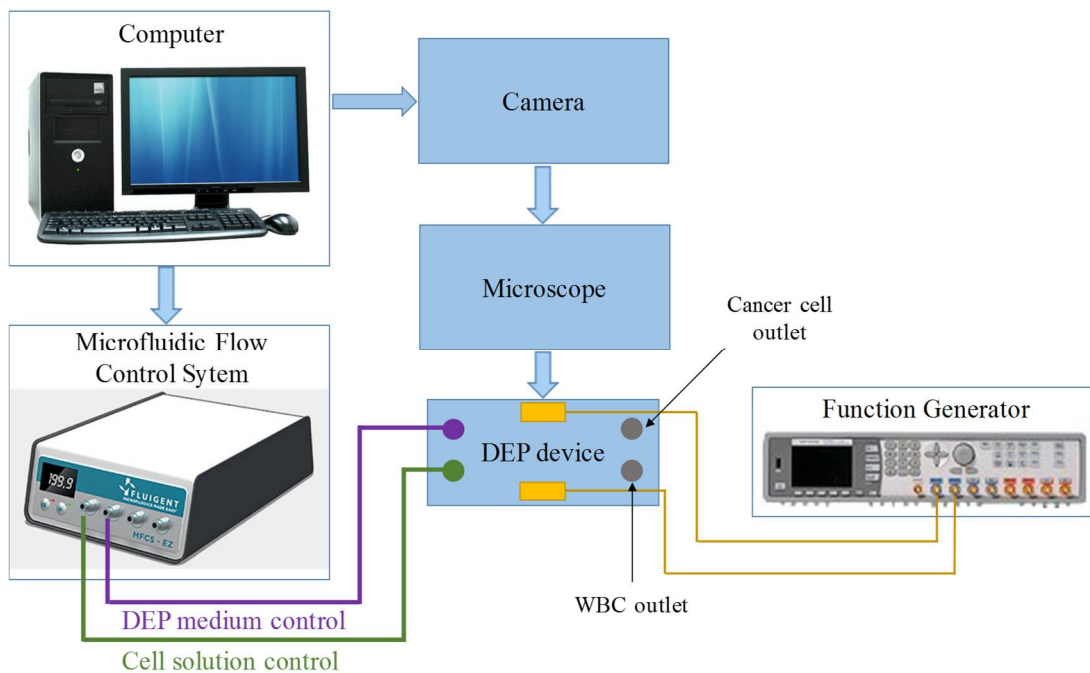 Computer
Camera
Microscope
Cancer cell
outlet
Microfluidic Flow
Control Sytem
199.9
FLUIGENT
MICROFLUIDICS MADE EASY
MFCS - EZ
DEP device
Function Generator
WBC outlet
DEP medium control
Cell solution control